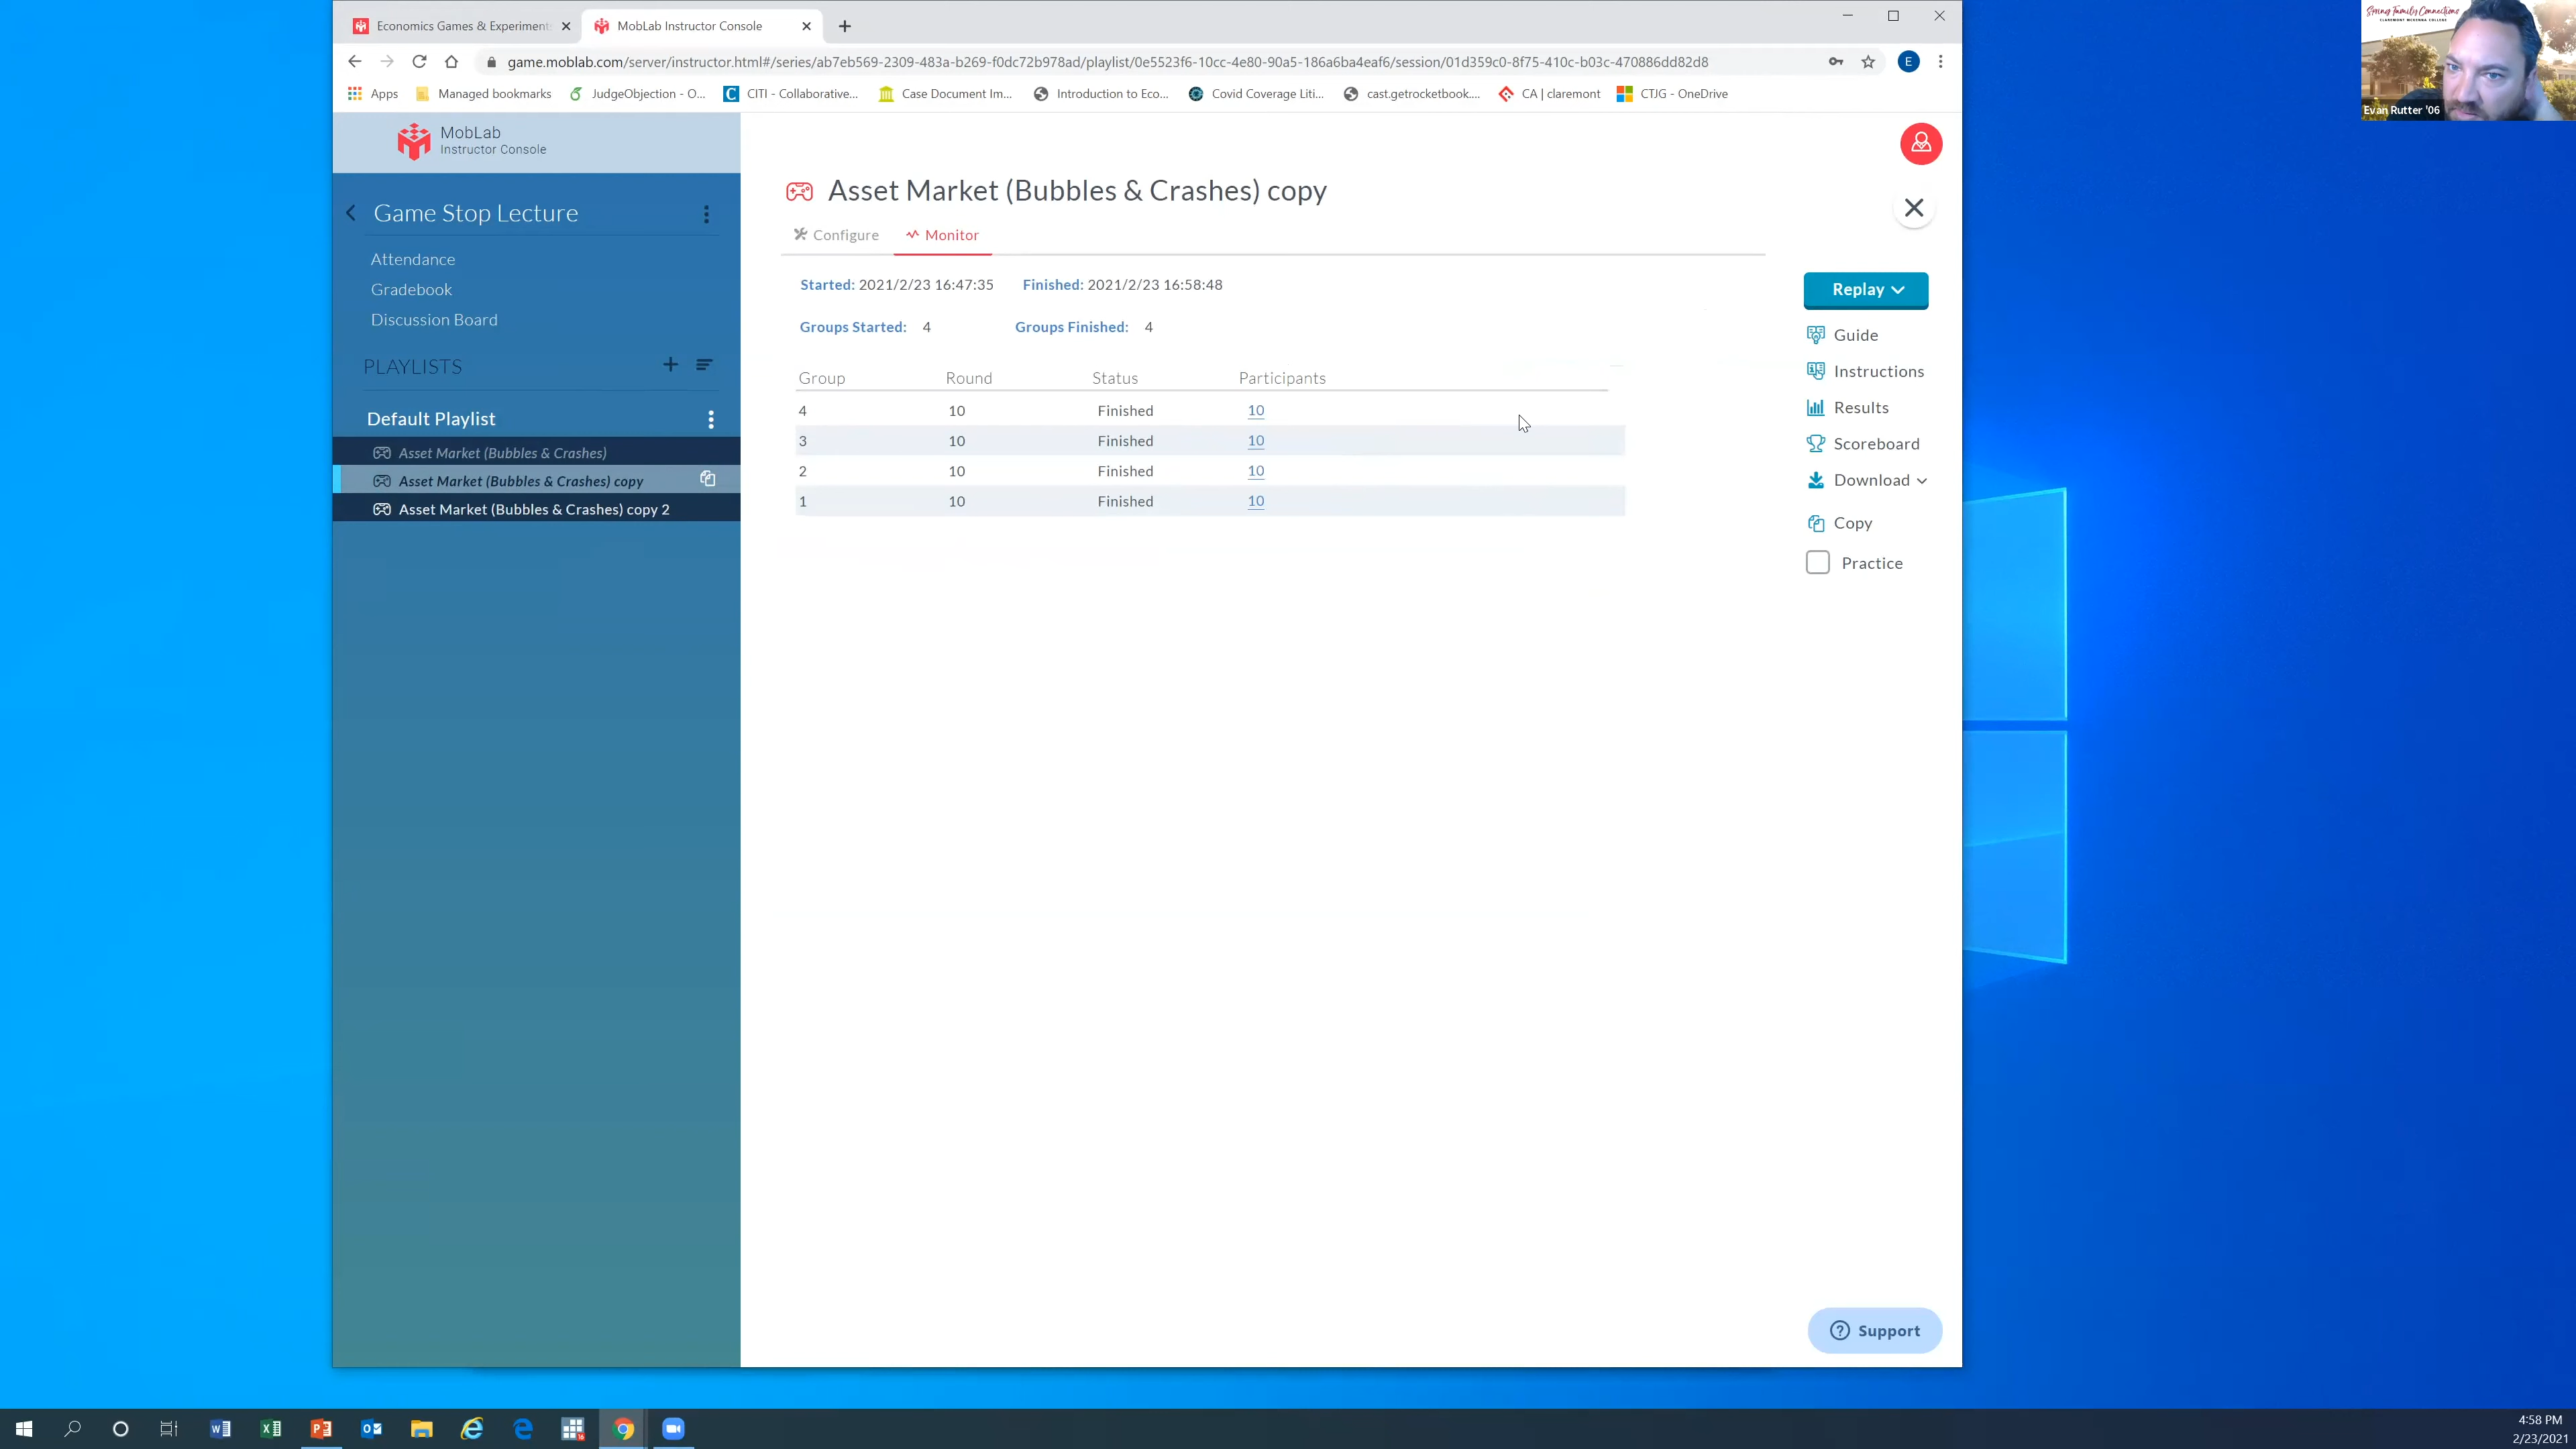 Economics Games & Experiment
MobLab Instructor Console
game.moblab.com/server/instructor.html#/series/ab7eb569-2309-483a-b269-f0dc72b978ad/playlist/0e5523f6-10cc-4e80-90a5-186a6ba4eaf6/session/01d359c0-8f75-410c-b03c-470886dd82d8
E
Apps
Managed bookmarks
JudgeObjection - O...
CITI - Collaborative...
Case Document Im...
Introduction to Eco...
Covid Coverage Liti...
cast.getrocketbook....
CA | claremont
CTJG - OneDrive
Spring Family Connections
CLAREMONT MCKENNA COLLEGE
Evan Rutter '06
MobLab
Instructor Console
Game Stop Lecture
Attendance
Gradebook
Discussion Board
PLAYLISTS
Default Playlist
Asset Market (Bubbles & Crashes)
Asset Market (Bubbles & Crashes) copy
Asset Market (Bubbles & Crashes) copy 2
Asset Market (Bubbles & Crashes) copy
Configure
Monitor
Started: 2021/2/23 16:47:35 Finished: 2021/2/23 16:58:48
Groups Started: 4 Groups Finished: 4
Group Round Status Participants
4 10 Finished 10
3 10 Finished 10
2 10 Finished 10
1 10 Finished 10
Replay
Guide
Instructions
Results
Scoreboard
Download
Copy
Practice
Support
4:58 PM
2/23/2021